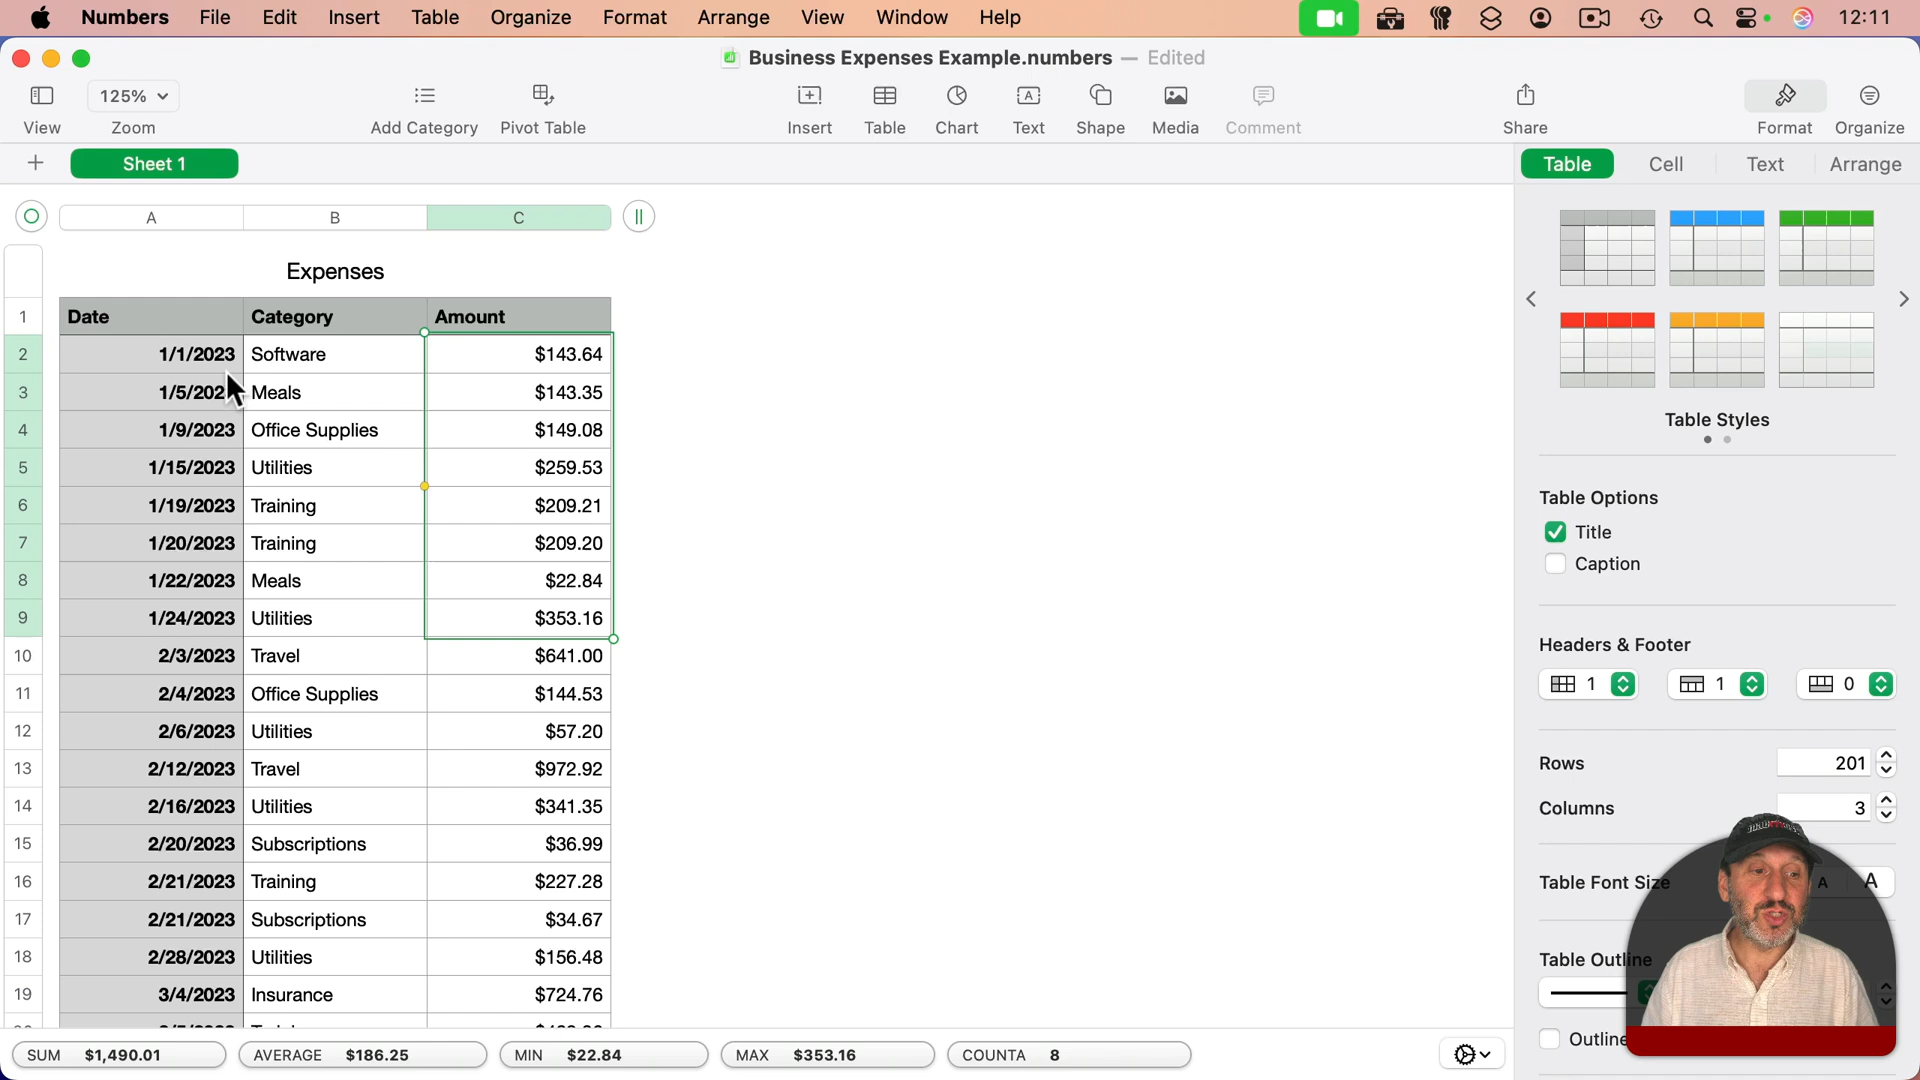 Numbers File Edit Insert Table Organize Format Arrange View Window Help 12:11
Business Expenses Example.numbers — Edited
125%
View Zoom Add Category Pivot Table Insert Table Chart Text Shape Media Comment Share Format Organize
Sheet 1
Table Cell Text Arrange
A B C
Expenses
1 Date Category Amount
2 1/1/2023 Software $143.64
3 1/5/202 Meals $143.35
4 1/9/2023 Office Supplies $149.08
5 1/15/2023 Utilities $259.53
6 1/19/2023 Training $209.21
7 1/20/2023 Training $209.20
8 1/22/2023 Meals $22.84
9 1/24/2023 Utilities $353.16
10 2/3/2023 Travel $641.00
11 2/4/2023 Office Supplies $144.53
12 2/6/2023 Utilities $57.20
13 2/12/2023 Travel $972.92
14 2/16/2023 Utilities $341.35
15 2/20/2023 Subscriptions $36.99
16 2/21/2023 Training $227.28
17 2/21/2023 Subscriptions $34.67
18 2/28/2023 Utilities $156.48
19 3/4/2023 Insurance $724.76
SUM $1,490.01 AVERAGE $186.25 MIN $22.84 MAX $353.16 COUNTA 8
Table Styles
Table Options
Title
Caption
Headers & Footer
1 1 0
Rows 201
Columns 3
Table Font Size A A
Table Outline
Outline